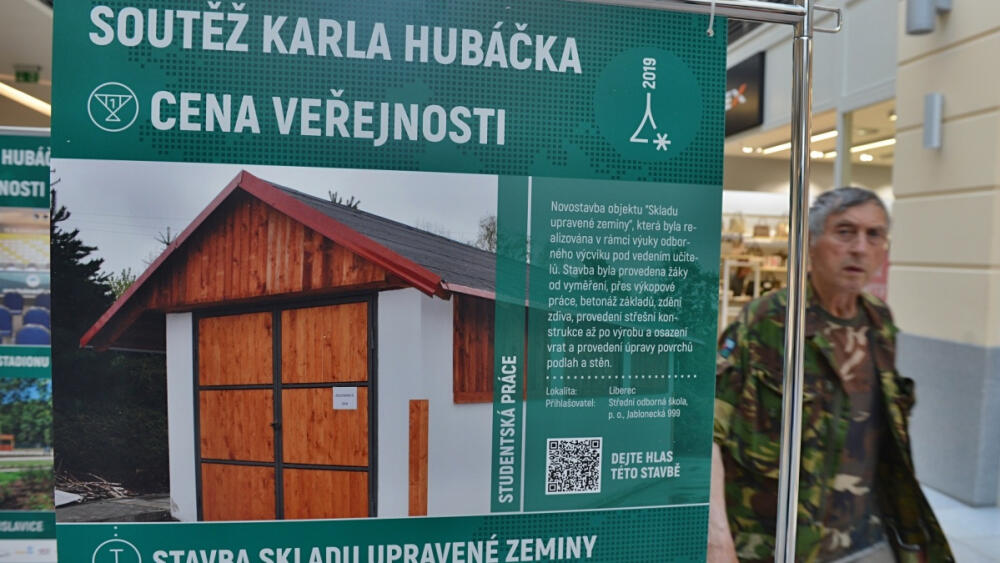 SOUTĚŽ KARLA HUBÁČKA
2019
1
CENA VEŘEJNOSTI
Novostavba objektu "Skladu
upravené zeminy", která byla re-
alizována v rámci výuky odbor-
ného výcviku pod vedením učite-
lů. Stavba byla provedena žáky
od vyměření, přes výkopové
práce, betonáž základů, zdění
zdiva, provedení střešní kon-
strukce až po výrobu a osazení
vrat a provedení úpravy povrchů
podlah a stěn.
Lokalita: Liberec
Přihlašovatel: Střední odborná škola,
p. o., Jablonecká 999
DEJTE HLAS
TÉTO STAVBĚ
STUDENTSKÁ PRÁCE
STAVBA SKLADU UPRAVENÉ ZEMINY
HUBÁČ
NOSTI
STADIONU
ISLAVICE
EX